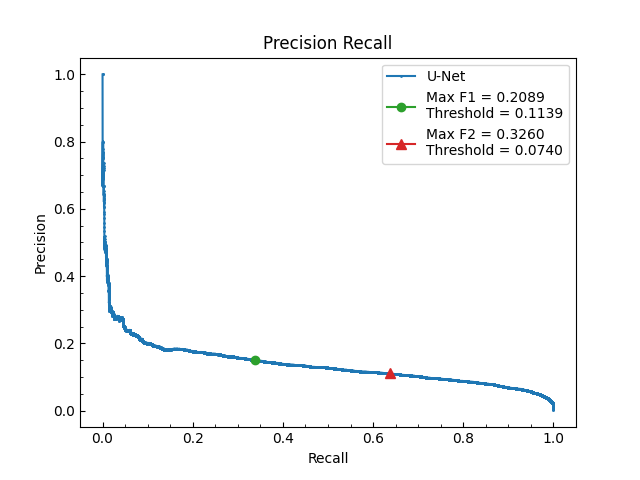 Precision Recall
U-Net
Max F1 = 0.2089
Threshold = 0.1139
Max F2 = 0.3260
Threshold = 0.0740
Precision
1.0
0.8
0.6
0.4
0.2
0.0
0.0 0.2 0.4 0.6 0.8 1.0
Recall